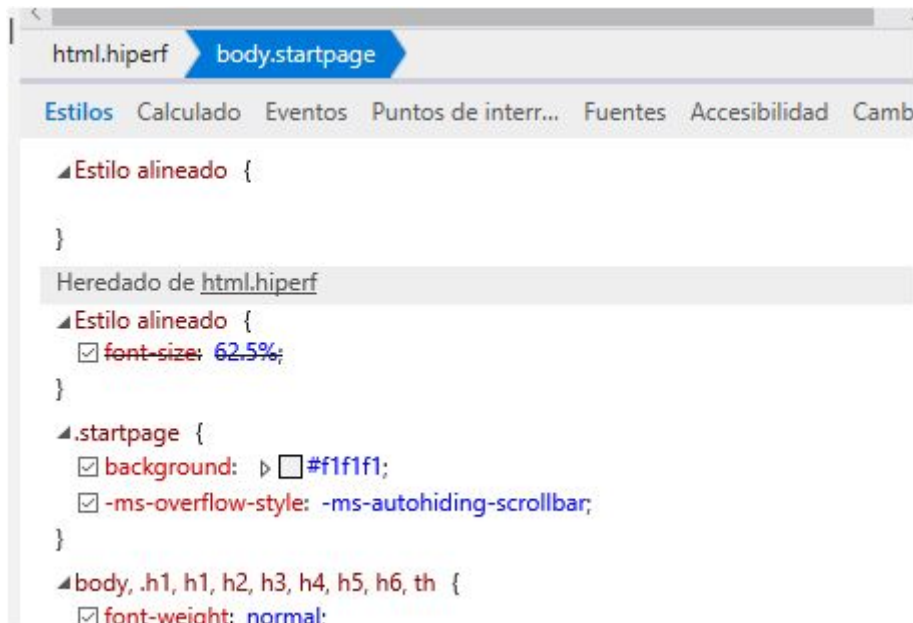 html.hiperf body.startpage
Estilos Calculado Eventos Puntos de interr... Fuentes Accesibilidad Camb
Estilo alineado {
}
Heredado de html.hiperf
Estilo alineado {
font-size: 62.5%;
}
.startpage {
background: #f1f1f1;
-ms-overflow-style: -ms-autohiding-scrollbar;
}
body, .h1, h1, h2, h3, h4, h5, h6, th {
font-weight: normal;